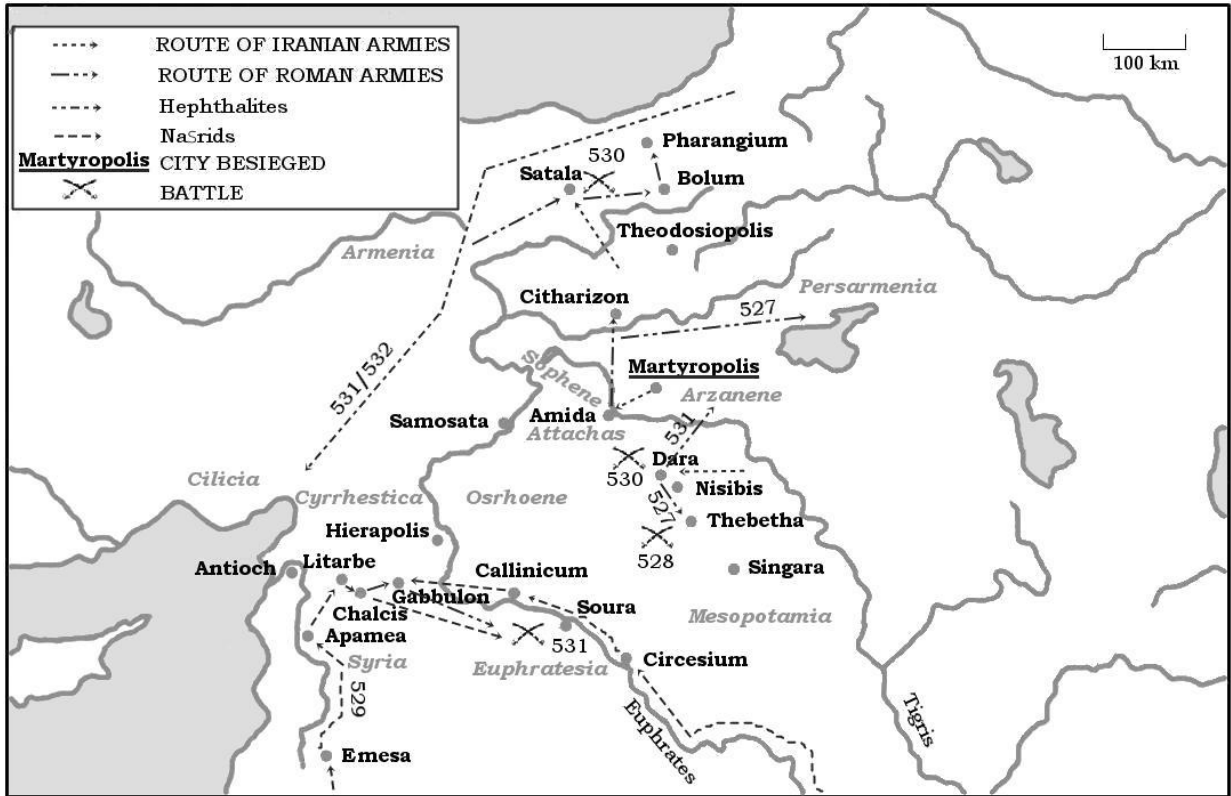 ROUTE OF IRANIAN ARMIES
ROUTE OF ROMAN ARMIES
Hephthalites
Naṣrids
Martyropolis CITY BESIEGED
BATTLE
100 km
Pharangium
530
Satala
Bolum
Theodosiopolis
Armenia
Persarmenia
Citharizon
527
Sophene
Martyropolis
531/532
Arzanene
Samosata
Amida
Attachas
531
Dara
530
Cilicia
Cyrrhestica
Osrhoene
Nisibis
527
Thebetha
Hierapolis
528
Antioch
Litarbe
Callinicum
Singara
Gabbulon
Chalcis
Soura
Mesopotamia
Apamea
531
Syria
Euphratesia
Circesium
529
Euphrates
Tigris
Emesa